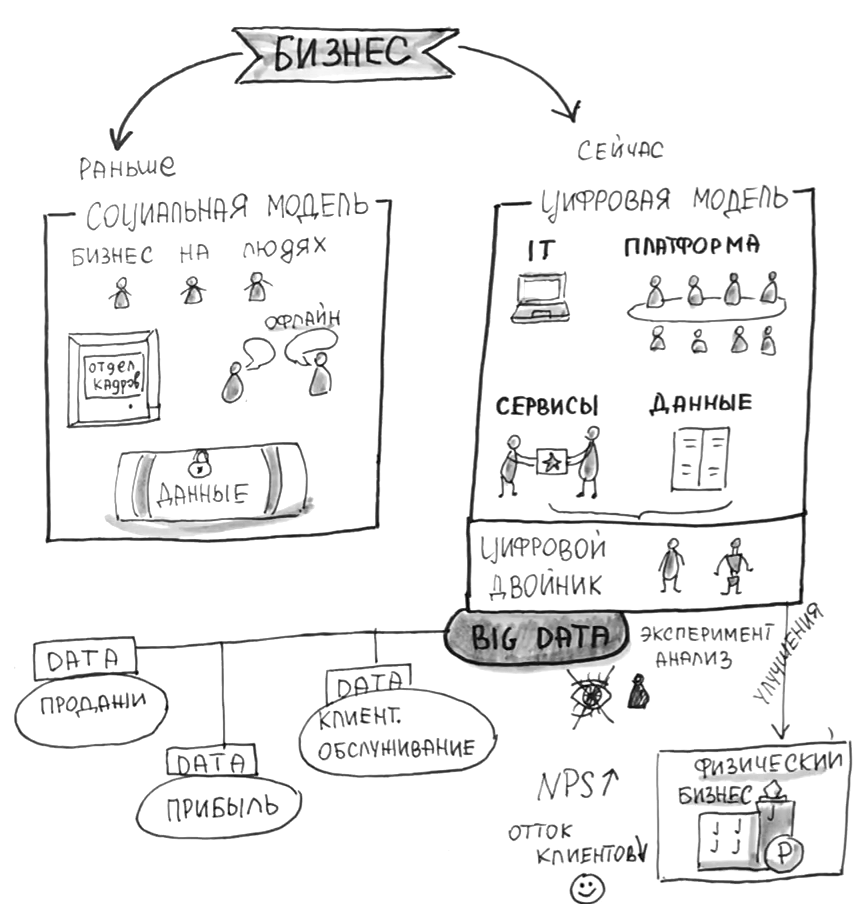 БИЗНЕС
РАНЬШЕ
СОЦИАЛЬНАЯ МОДЕЛЬ
БИЗНЕС НА ЛЮДЯХ
ОФЛАЙН
ОТДЕЛ
КАДРОВ
ДАННЫЕ
СЕЙЧАС
ЦИФРОВАЯ МОДЕЛЬ
IT
ПЛАТФОРМА
СЕРВИСЫ
ДАННЫЕ
ЦИФРОВОЙ
ДВОЙНИК
BIG DATA
ЭКСПЕРИМЕНТ
АНАЛИЗ
УЛУЧШЕНИЯ
DATA
ПРОДАЖИ
DATA
ПРИБЫЛЬ
DATA
КЛИЕНТ.
ОБСЛУЖИВАНИЕ
NPS↑
ОТТОК
КЛИЕНТОВ↓
ФИЗИЧЕСКИЙ
БИЗНЕС
Р